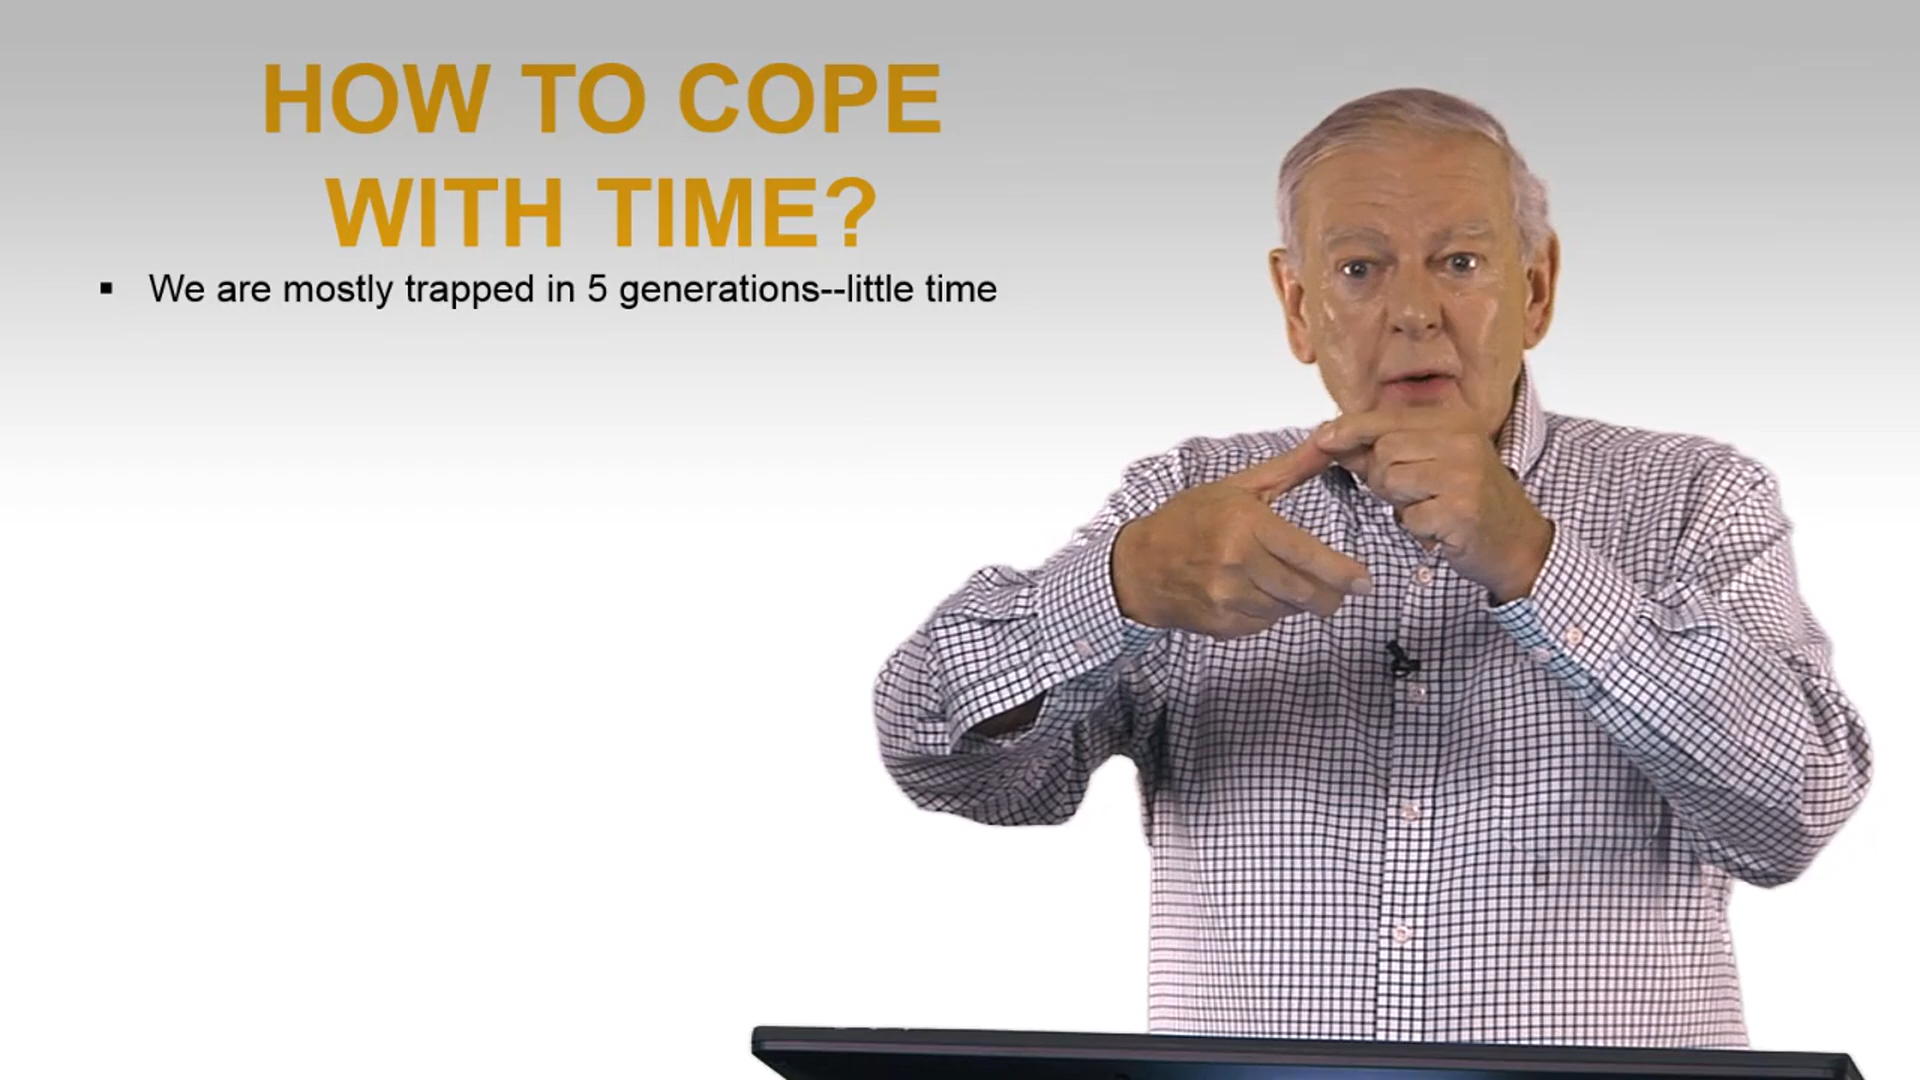 HOW TO COPE
WITH TIME?
▪ We are mostly trapped in 5 generations--little time